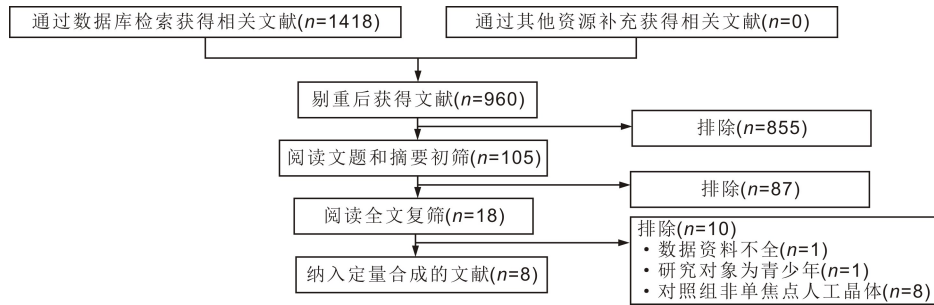 通过数据库检索获得相关文献(n=1418)
通过其他资源补充获得相关文献(n=0)
剔重后获得文献(n=960)
排除(n=855)
阅读文题和摘要初筛(n=105)
排除(n=87)
阅读全文复筛(n=18)
排除(n=10)
・数据资料不全(n=1)
・研究对象为青少年(n=1)
・对照组非单焦点人工晶体(n=8)
纳入定量合成的文献(n=8)